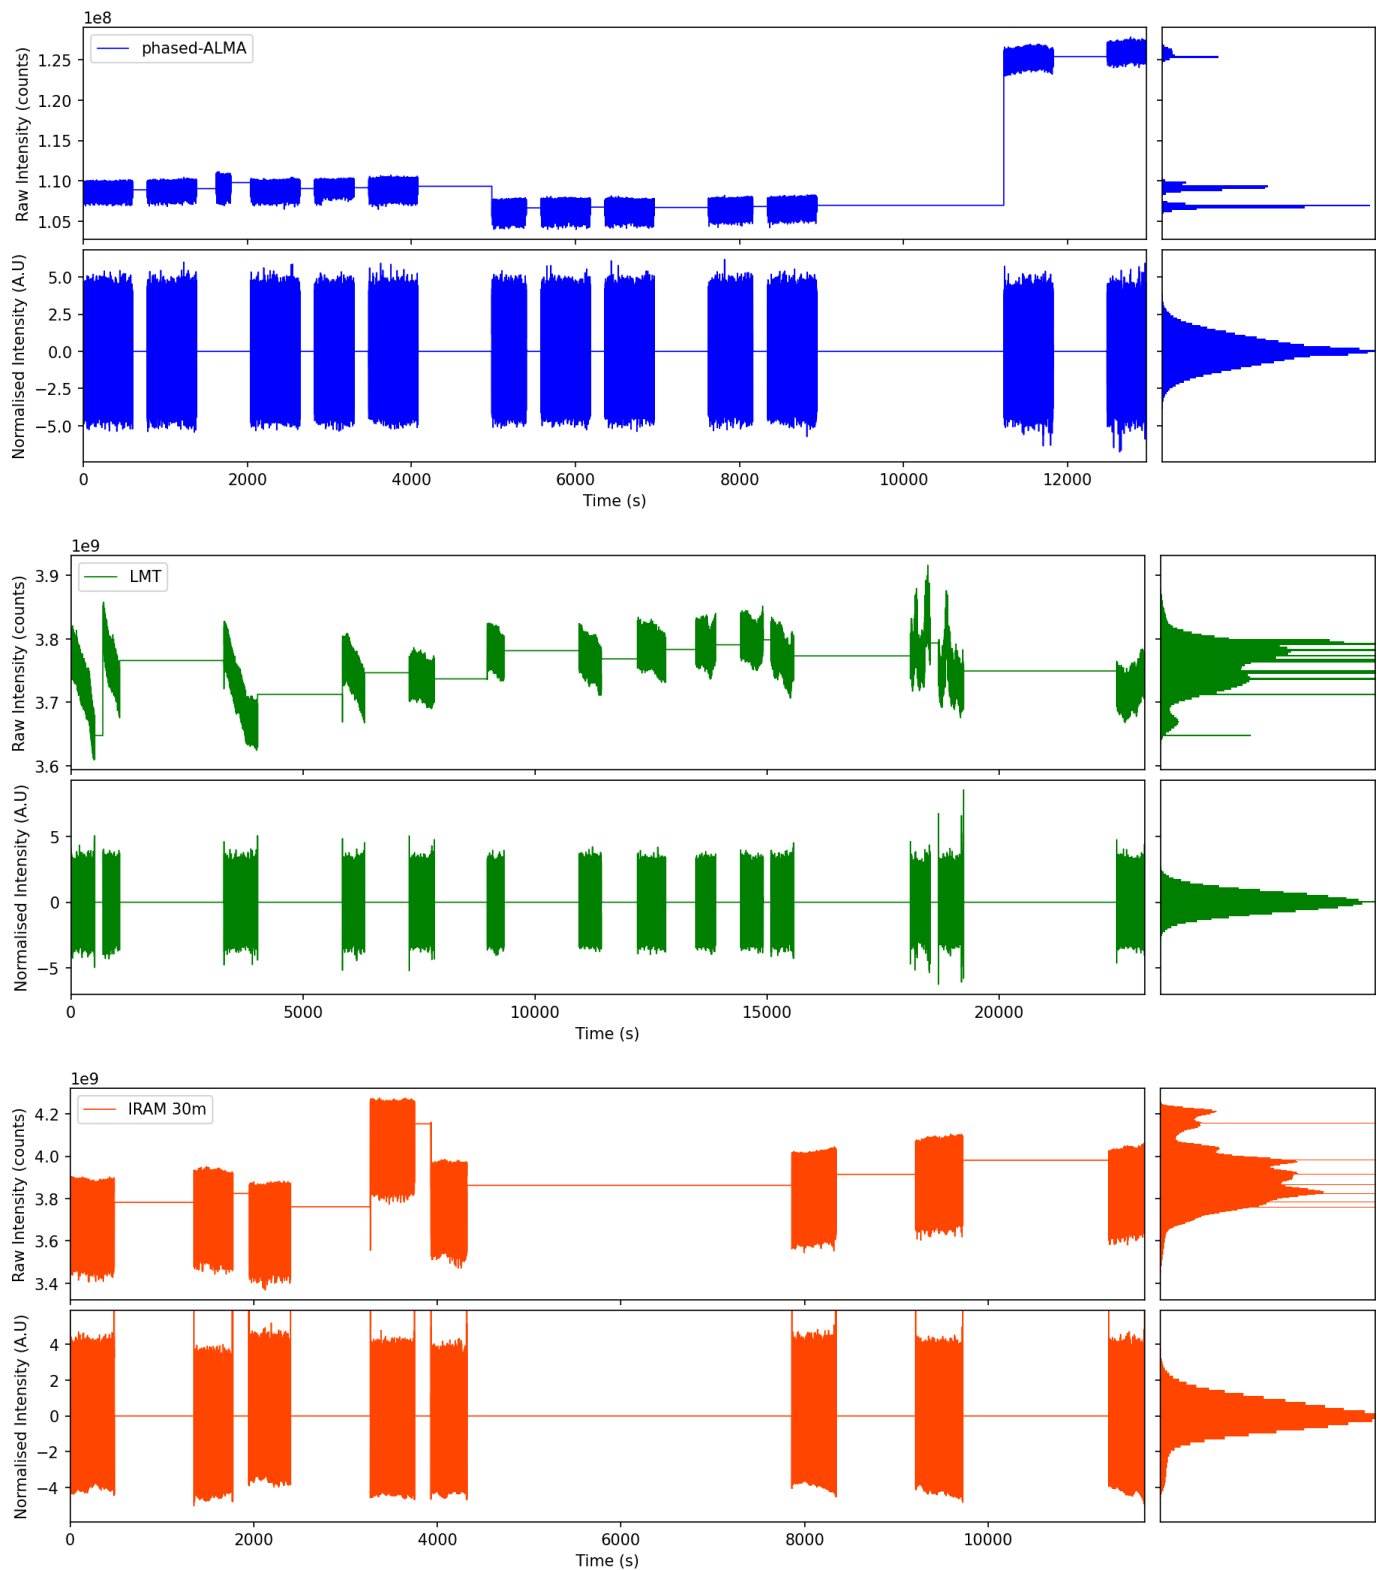 1e8
phased-ALMA
Raw Intensity (counts)
1.25
1.20
1.15
1.10
1.05
Normalised Intensity (A.U)
5.0
2.5
0.0
−2.5
−5.0
0 2000 4000 6000 8000 10000 12000
Time (s)
1e9
LMT
Raw Intensity (counts)
3.9
3.8
3.7
3.6
Normalised Intensity (A.U)
5
0
−5
0 5000 10000 15000 20000
Time (s)
1e9
IRAM 30m
Raw Intensity (counts)
4.2
4.0
3.8
3.6
3.4
Normalised Intensity (A.U)
4
2
0
−2
−4
0 2000 4000 6000 8000 10000
Time (s)